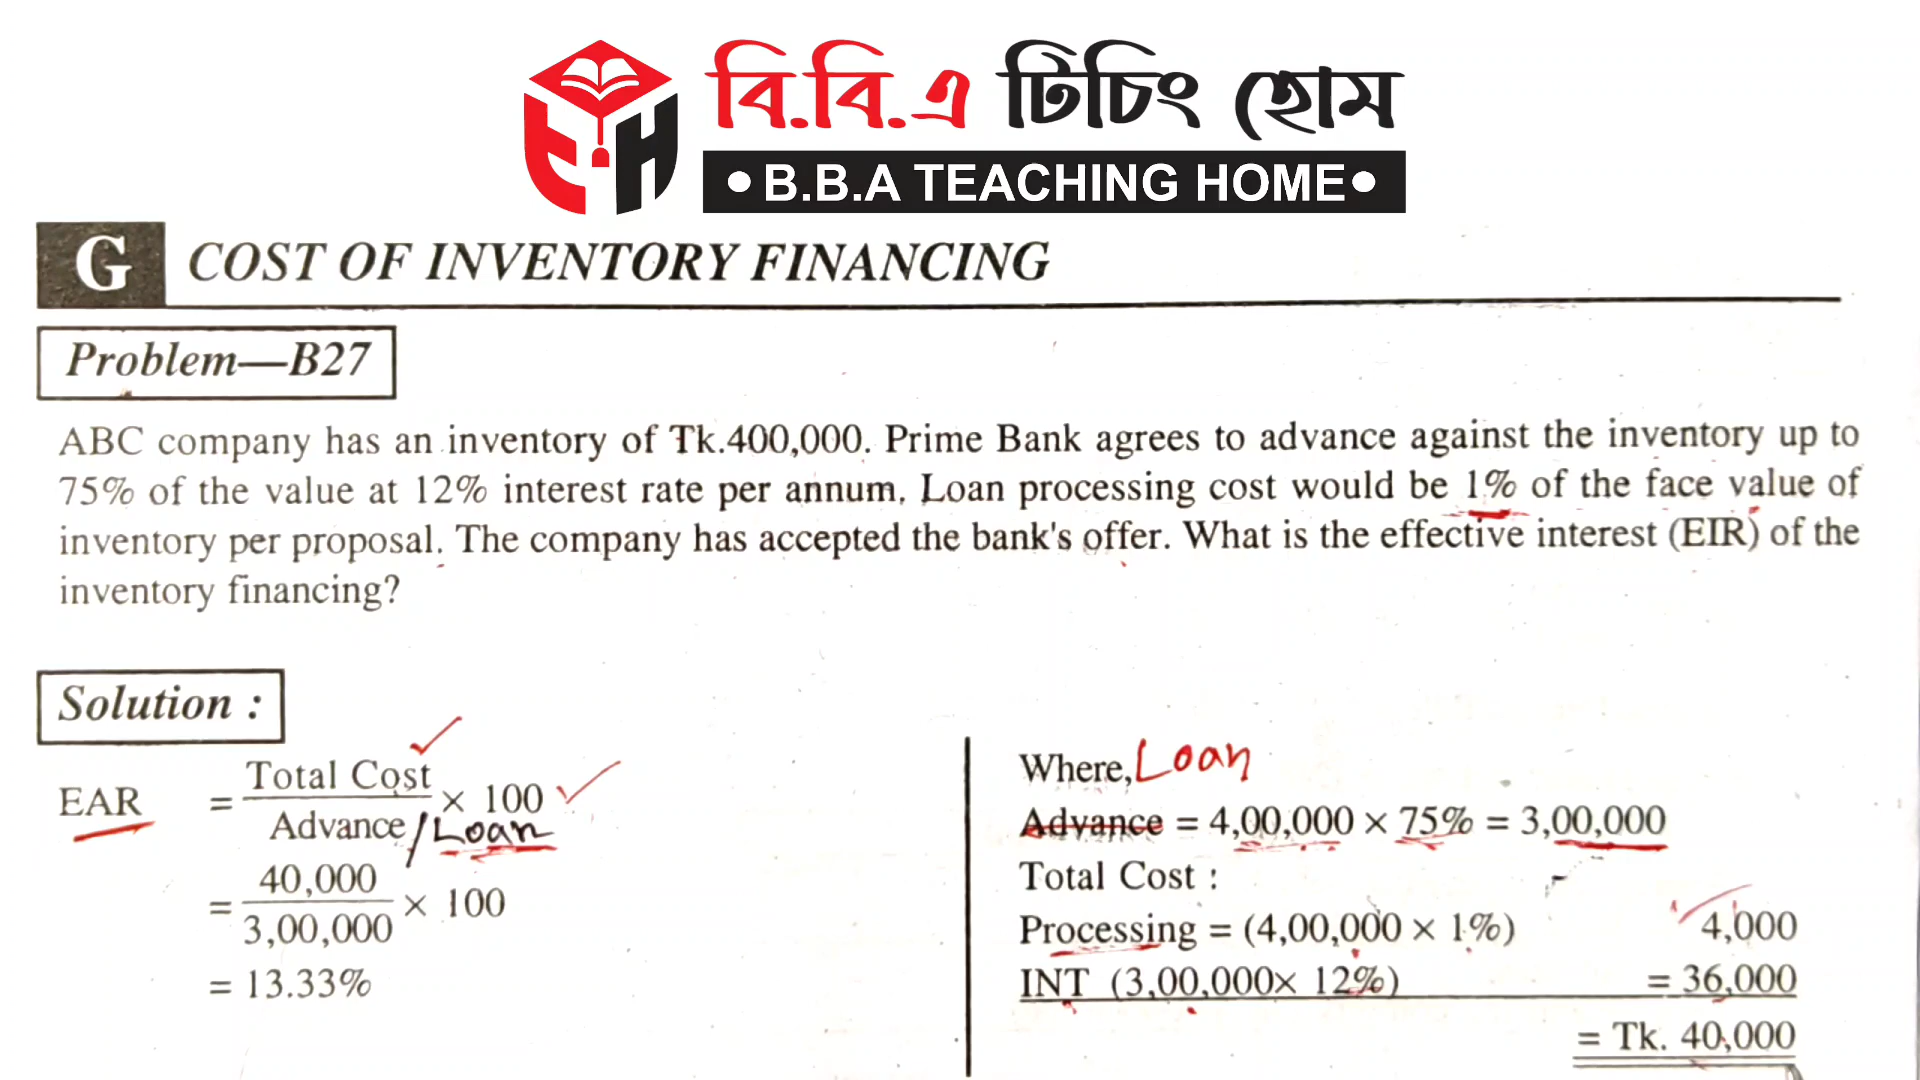 বি.বি.এ টিচিং হোম
• B.B.A TEACHING HOME •
G COST OF INVENTORY FINANCING
Problem—B27
ABC company has an inventory of Tk.400,000. Prime Bank agrees to advance against the inventory up to
75% of the value at 12% interest rate per annum. Loan processing cost would be 1% of the face value of
inventory per proposal. The company has accepted the bank's offer. What is the effective interest (EIR) of the
inventory financing?
Solution :
EAR = Total Cost / Advance / Loan × 100
= 40,000 / 3,00,000 × 100
= 13.33%
Where, Loan
Advance = 4,00,000 × 75% = 3,00,000
Total Cost :
Processing = (4,00,000 × 1%) 4,000
INT (3,00,000× 12%) = 36,000
= Tk. 40,000